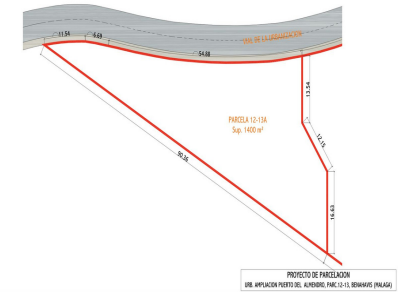 11.54
6.69
54.88
13.54
PARCELA 12-13A
Sup. 1400 m²
12.15
90.36
16.63
PROYECTO DE PARCELACION
URB. AMPLIACION PUERTO DEL ALMENDRO, PARC.12-13, BENAHAVIS (MALAGA)